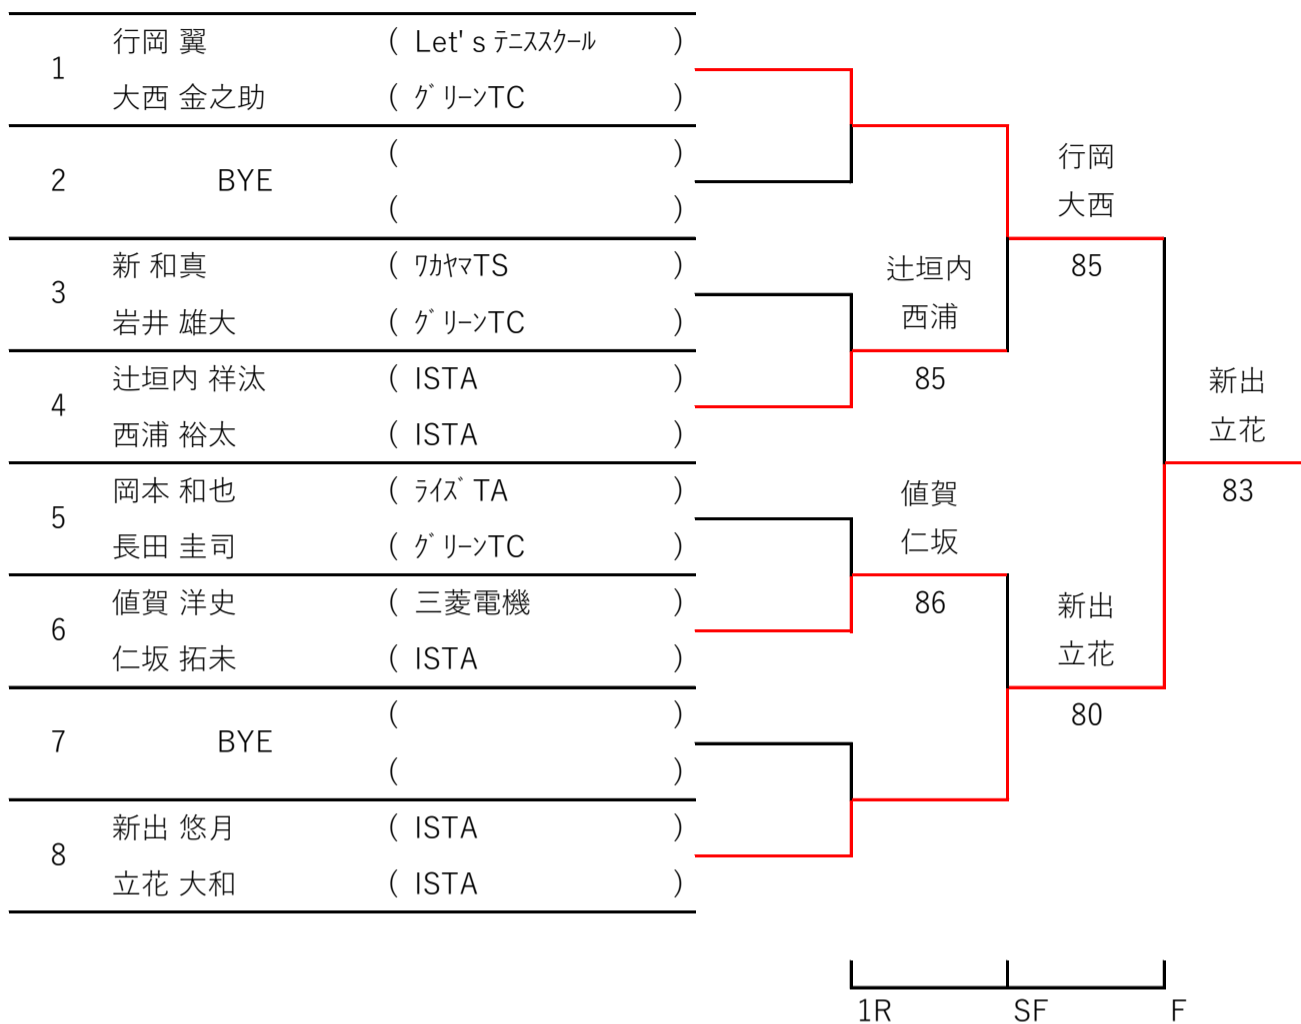 行岡 翼 ( Let' s ﾃﾆｽｽｸｰﾙ )
1
大西 金之助 ( ｸﾞﾘｰﾝTC )
( )
2 BYE
( )
新 和真 ( ﾜｶﾔﾏTS )
3
岩井 雄大 ( ｸﾞﾘｰﾝTC )
辻垣内 祥汰 ( ISTA )
4
西浦 裕太 ( ISTA )
岡本 和也 ( ﾗｲｽﾞTA )
5
長田 圭司 ( ｸﾞﾘｰﾝTC )
値賀 洋史 ( 三菱電機 )
6
仁坂 拓未 ( ISTA )
( )
7 BYE
( )
新出 悠月 ( ISTA )
8
立花 大和 ( ISTA )
辻垣内
西浦
85
値賀
仁坂
86
行岡
大西
85
新出
立花
80
新出
立花
83
1R SF F